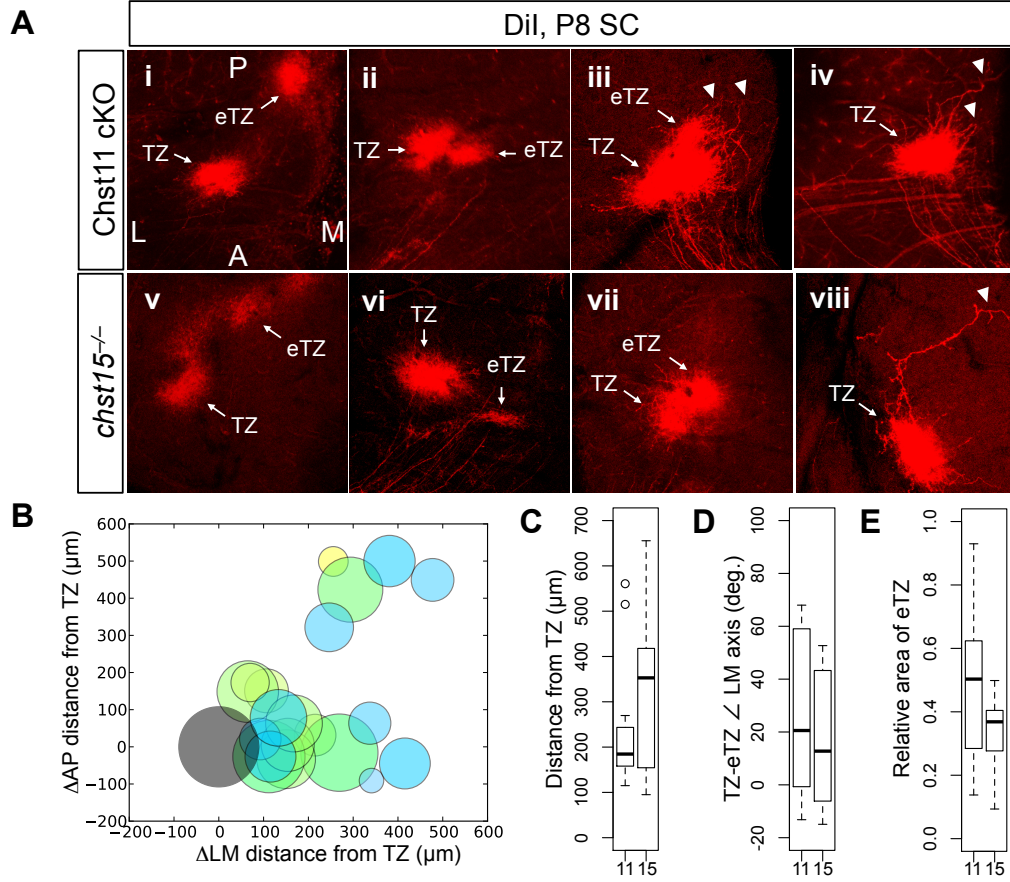 A
DiI, P8 SC
Chst11 cKO
i
P
eTZ
TZ
L
M
A
ii
TZ
eTZ
iii
eTZ
TZ
iv
TZ
chst15⁻/⁻
v
eTZ
TZ
vi
TZ
eTZ
vii
eTZ
TZ
viii
TZ
B
ΔAP distance from TZ (µm)
600
500
400
300
200
100
0
−100
−200
−200 −100 0 100 200 300 400 500 600
ΔLM distance from TZ (µm)
C
Distance from TZ (µm)
700
600
500
400
300
200
100
0
11 15
D
TZ-eTZ ∠ LM axis (deg.)
100
80
60
40
20
0
-20
11 15
E
Relative area of eTZ
1.0
0.8
0.6
0.4
0.2
0.0
11 15